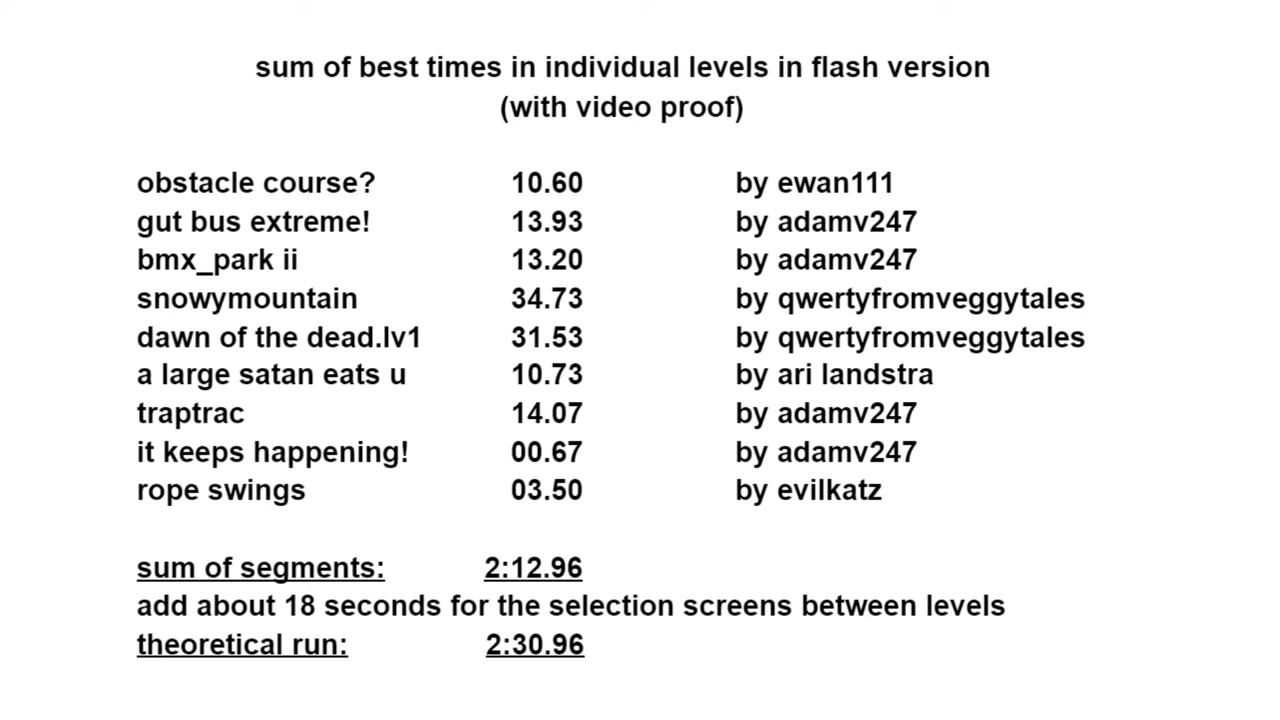 sum of best times in individual levels in flash version
(with video proof)
obstacle course? 10.60 by ewan111
gut bus extreme! 13.93 by adamv247
bmx_park ii 13.20 by adamv247
snowymountain 34.73 by qwertyfromveggytales
dawn of the dead.lv1 31.53 by qwertyfromveggytales
a large satan eats u 10.73 by ari landstra
traptrac 14.07 by adamv247
it keeps happening! 00.67 by adamv247
rope swings 03.50 by evilkatz
sum of segments: 2:12.96
add about 18 seconds for the selection screens between levels
theoretical run: 2:30.96